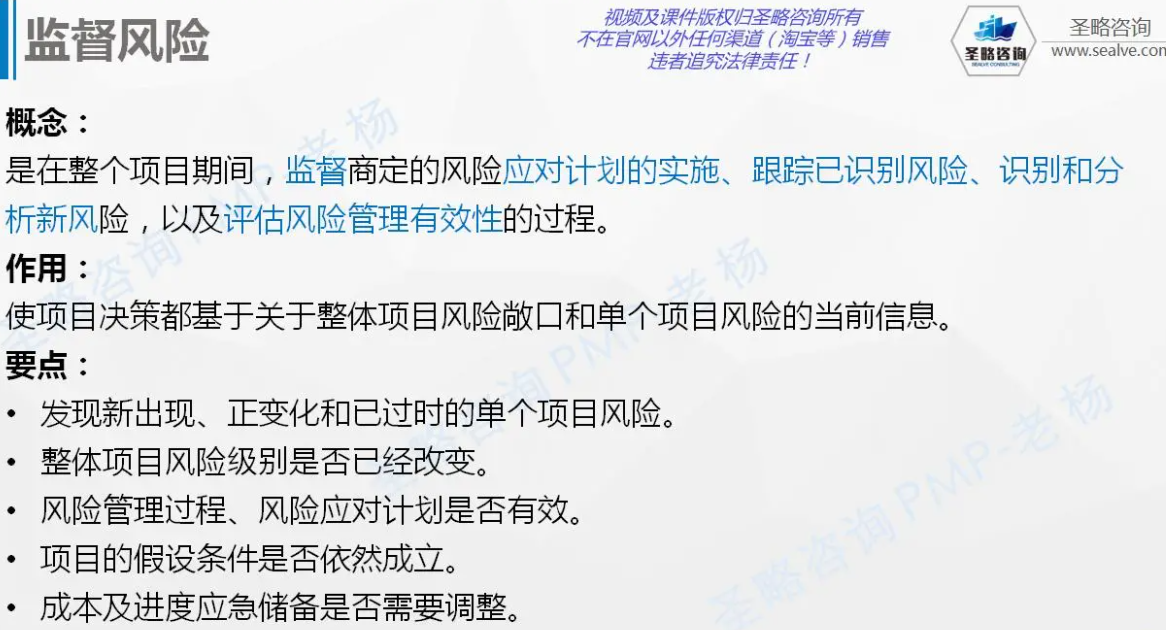 监督风险
视频及课件版权归圣略咨询所有
不在官网以外任何渠道（淘宝等）销售
违者追究法律责任！
圣略咨询
SEALVE CONSULTING
圣略咨询
www.sealve.com
概念：
是在整个项目期间，监督商定的风险应对计划的实施、跟踪已识别风险、识别和分
析新风险，以及评估风险管理有效性的过程。
作用：
使项目决策都基于关于整体项目风险敞口和单个项目风险的当前信息。
要点：
• 发现新出现、正变化和已过时的单个项目风险。
• 整体项目风险级别是否已经改变。
• 风险管理过程、风险应对计划是否有效。
• 项目的假设条件是否依然成立。
• 成本及进度应急储备是否需要调整。
圣略咨询 PMP-老杨
圣略咨询 PMP-老杨
圣略咨询 PMP-老杨